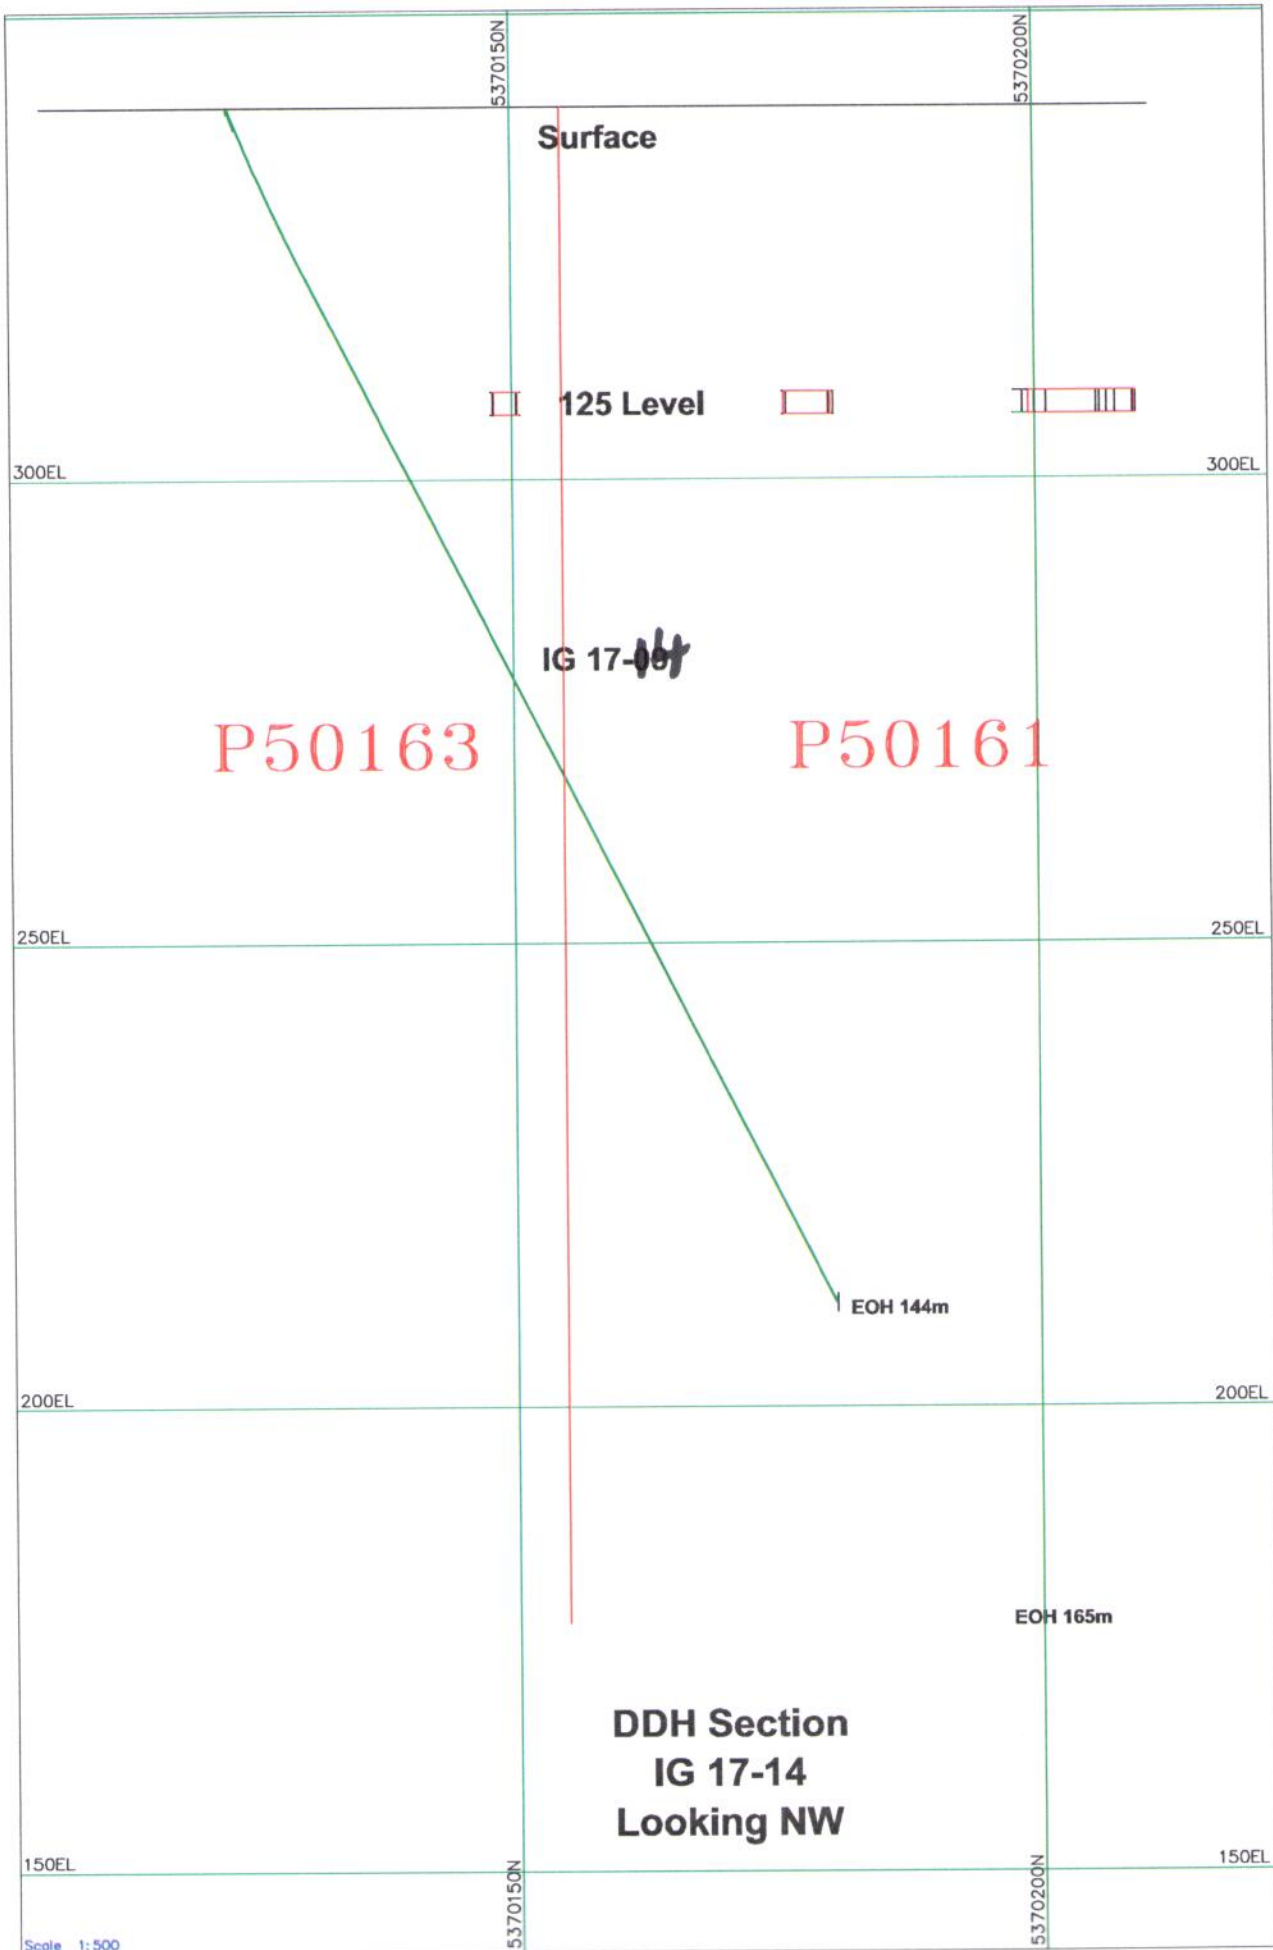 5370150N
5370200N
Surface
125 Level
300EL
300EL
IG 17-14
P50163
P50161
250EL
250EL
EOH 144m
200EL
200EL
EOH 165m
DDH Section
IG 17-14
Looking NW
150EL
150EL
5370150N
5370200N
Scale 1:500